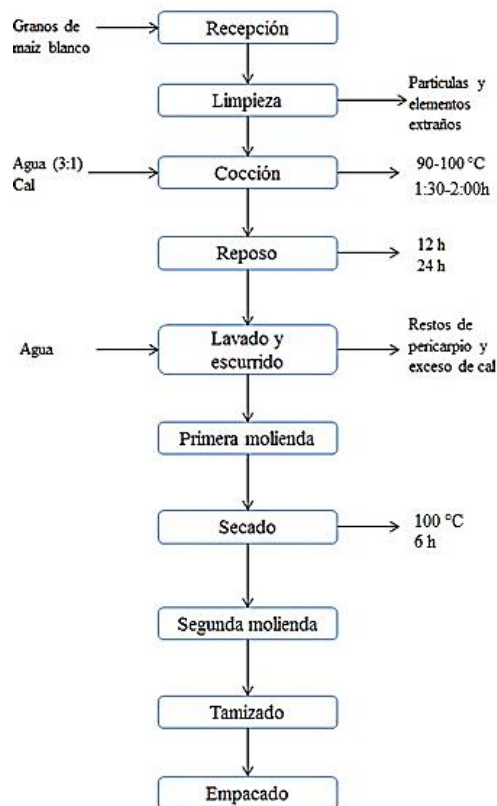 Granos de
maiz blanco
Recepción
Limpieza
Particulas y
elementos
extraños
Agua (3:1)
Cal
Cocción
90-100 °C
1:30-2:00h
Reposo
12 h
24 h
Agua
Lavado y
escurrido
Restos de
pericarpio y
exceso de cal
Primera molienda
Secado
100 °C
6 h
Segunda molienda
Tamizado
Empacado